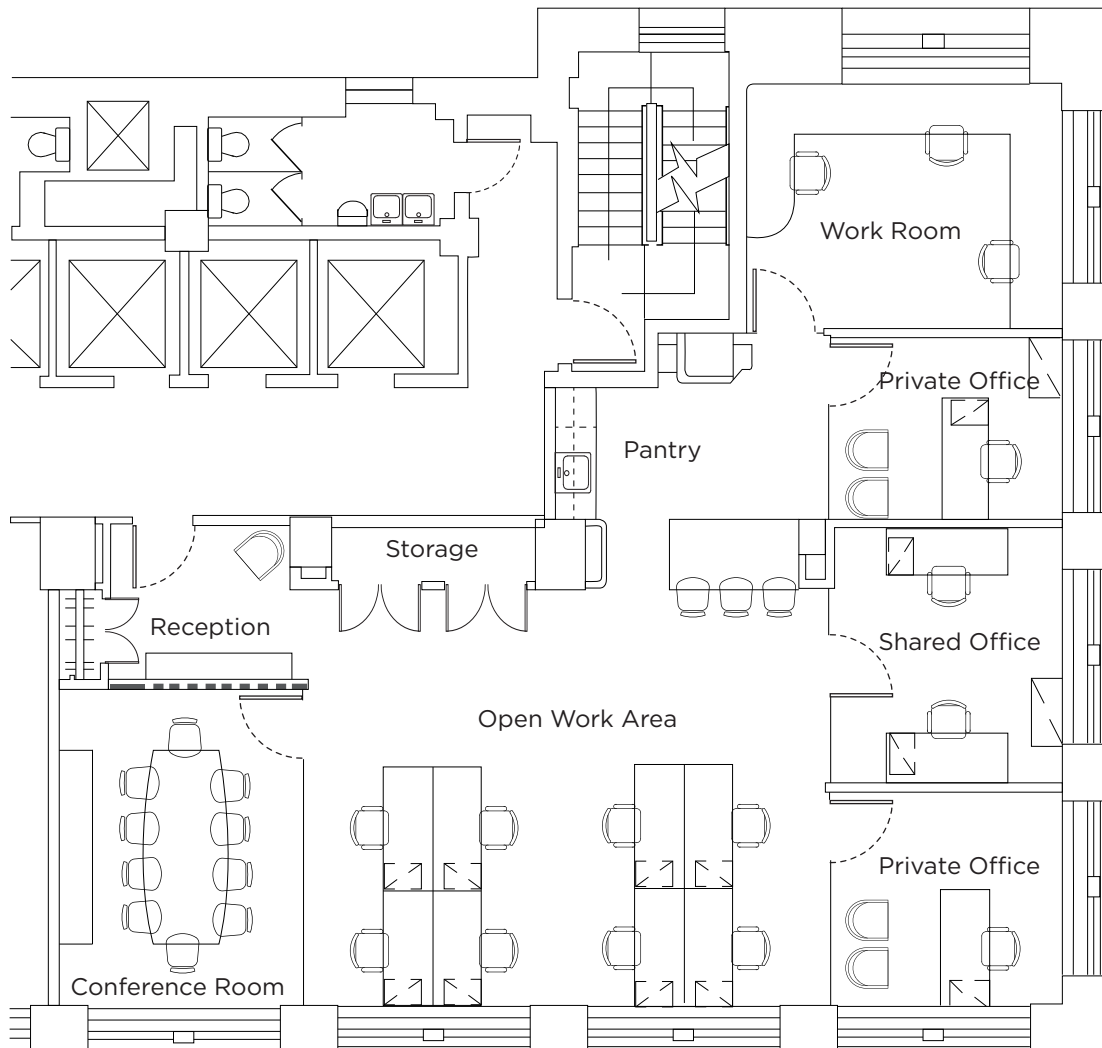 Work Room
Private Office
Pantry
Storage
Reception
Shared Office
Open Work Area
Private Office
Conference Room